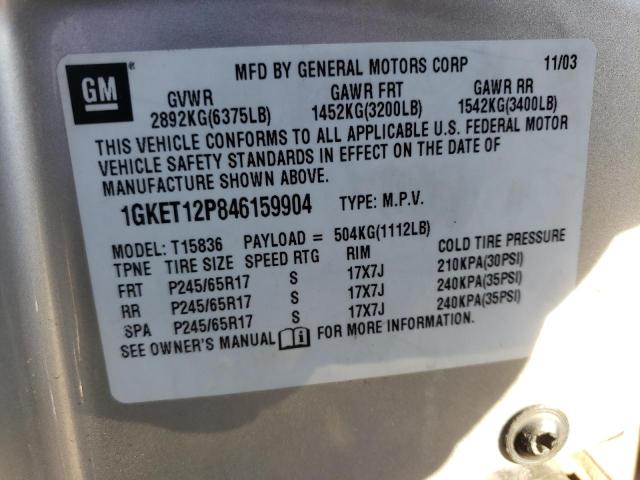 GM
MFD BY GENERAL MOTORS CORP 11/03
GVWR GAWR FRT GAWR RR
2892KG(6375LB) 1452KG(3200LB) 1542KG(3400LB)
THIS VEHICLE CONFORMS TO ALL APPLICABLE U.S. FEDERAL MOTOR
VEHICLE SAFETY STANDARDS IN EFFECT ON THE DATE OF
MANUFACTURE SHOWN ABOVE.
1GKET12P846159904 TYPE: M.P.V.
MODEL: T15836 PAYLOAD = 504KG(1112LB)
TPNE TIRE SIZE SPEED RTG RIM COLD TIRE PRESSURE
FRT P245/65R17 S 17X7J 210KPA(30PSI)
RR P245/65R17 S 17X7J 240KPA(35PSI)
SPA P245/65R17 S 17X7J 240KPA(35PSI)
SEE OWNER'S MANUAL FOR MORE INFORMATION.